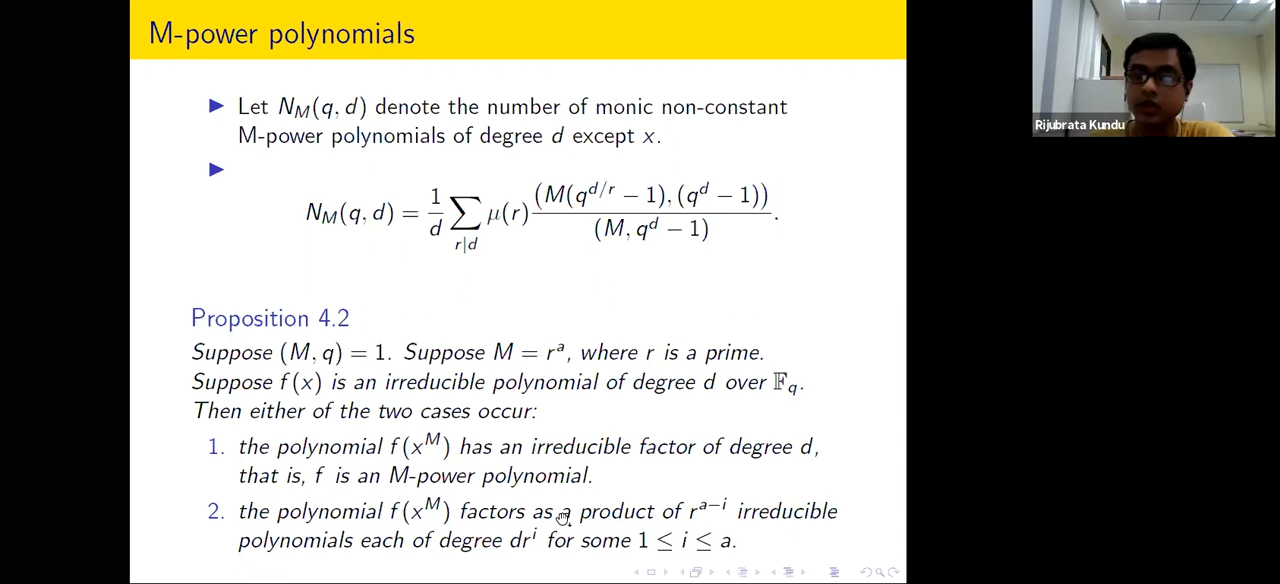 M-power polynomials
Let N_M(q, d) denote the number of monic non-constant
M-power polynomials of degree d except x.
N_M(q, d) = \frac{1}{d} \sum_{r|d} μ(r) \frac{(M(q^{d/r} − 1), (q^d − 1))}{(M, q^d − 1)}.
Proposition 4.2
Suppose (M, q) = 1. Suppose M = r^a, where r is a prime.
Suppose f(x) is an irreducible polynomial of degree d over 𝔽_q.
Then either of the two cases occur:
1. the polynomial f(x^M) has an irreducible factor of degree d,
that is, f is an M-power polynomial.
2. the polynomial f(x^M) factors as a product of r^{a−i} irreducible
polynomials each of degree dr^i for some 1 ≤ i ≤ a.
Rijubrata Kundu